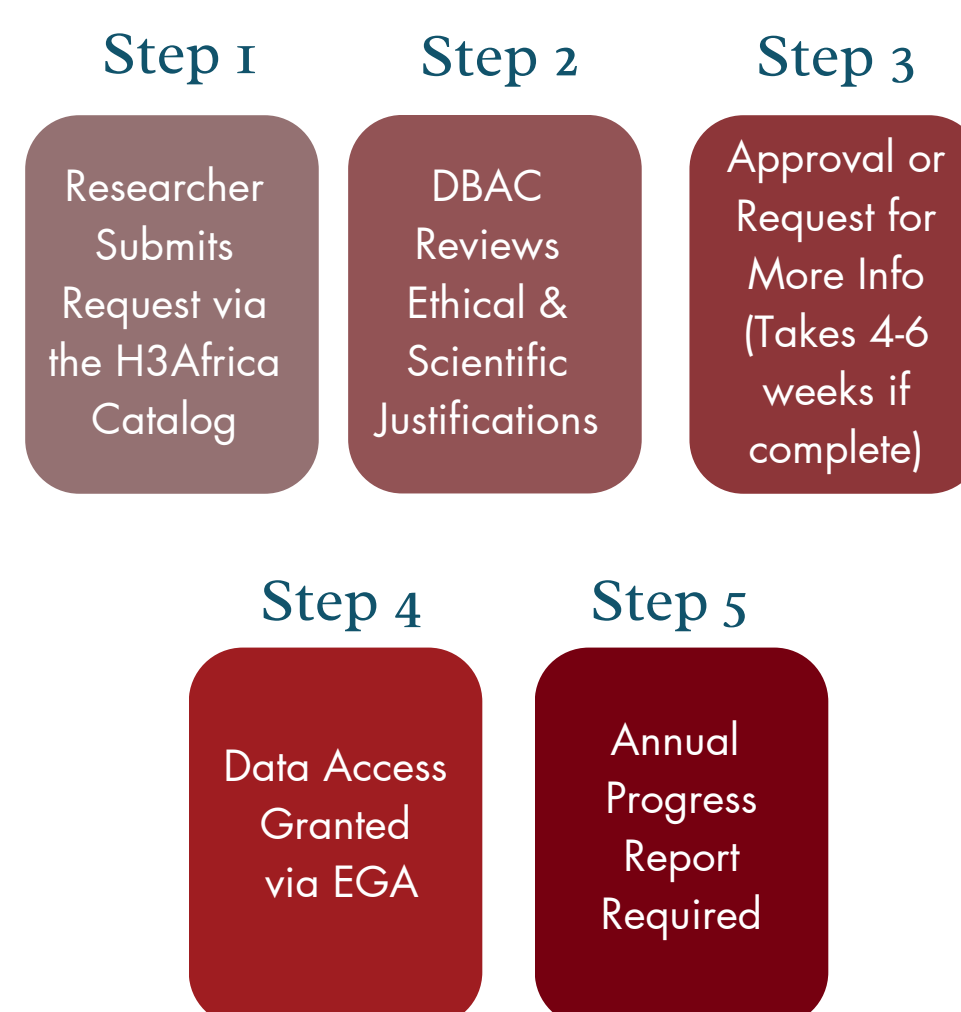 Step 1
Researcher
Submits
Request via
the H3Africa
Catalog
Step 2
DBAC
Reviews
Ethical &
Scientific
Justifications
Step 3
Approval or
Request for
More Info
(Takes 4-6
weeks if
complete)
Step 4
Data Access
Granted
via EGA
Step 5
Annual
Progress
Report
Required